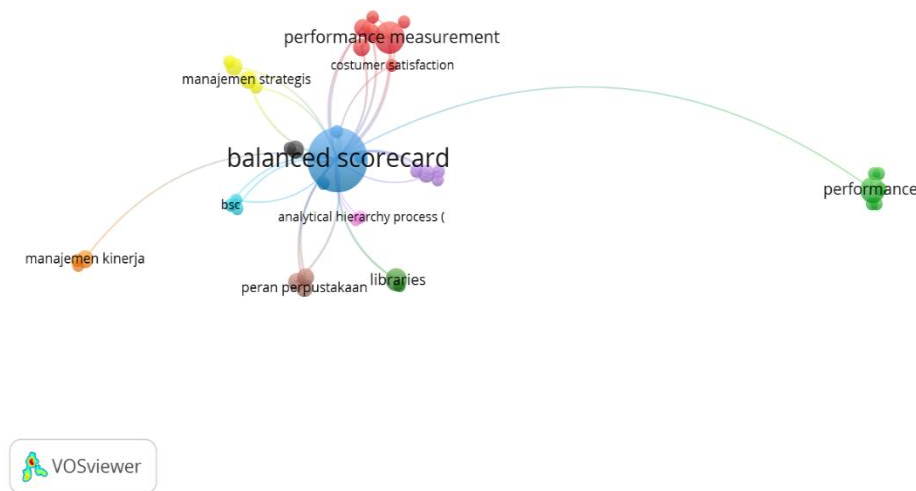 performance measurement
costumer satisfaction
manajemen strategis
balanced scorecard
performance
bsc
analytical hierarchy process (
manajemen kinerja
peran perpustakaan
libraries
VOSviewer